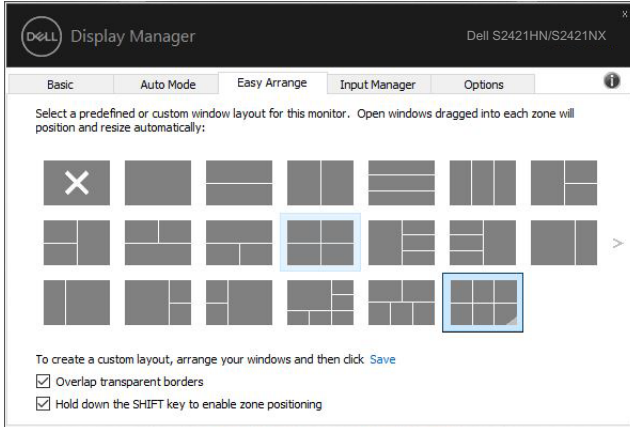 x
DELL Display Manager Dell S2421HN/S2421NX
Basic Auto Mode Easy Arrange Input Manager Options i
Select a predefined or custom window layout for this monitor. Open windows dragged into each zone will
position and resize automatically:
>
To create a custom layout, arrange your windows and then click Save
Overlap transparent borders
Hold down the SHIFT key to enable zone positioning